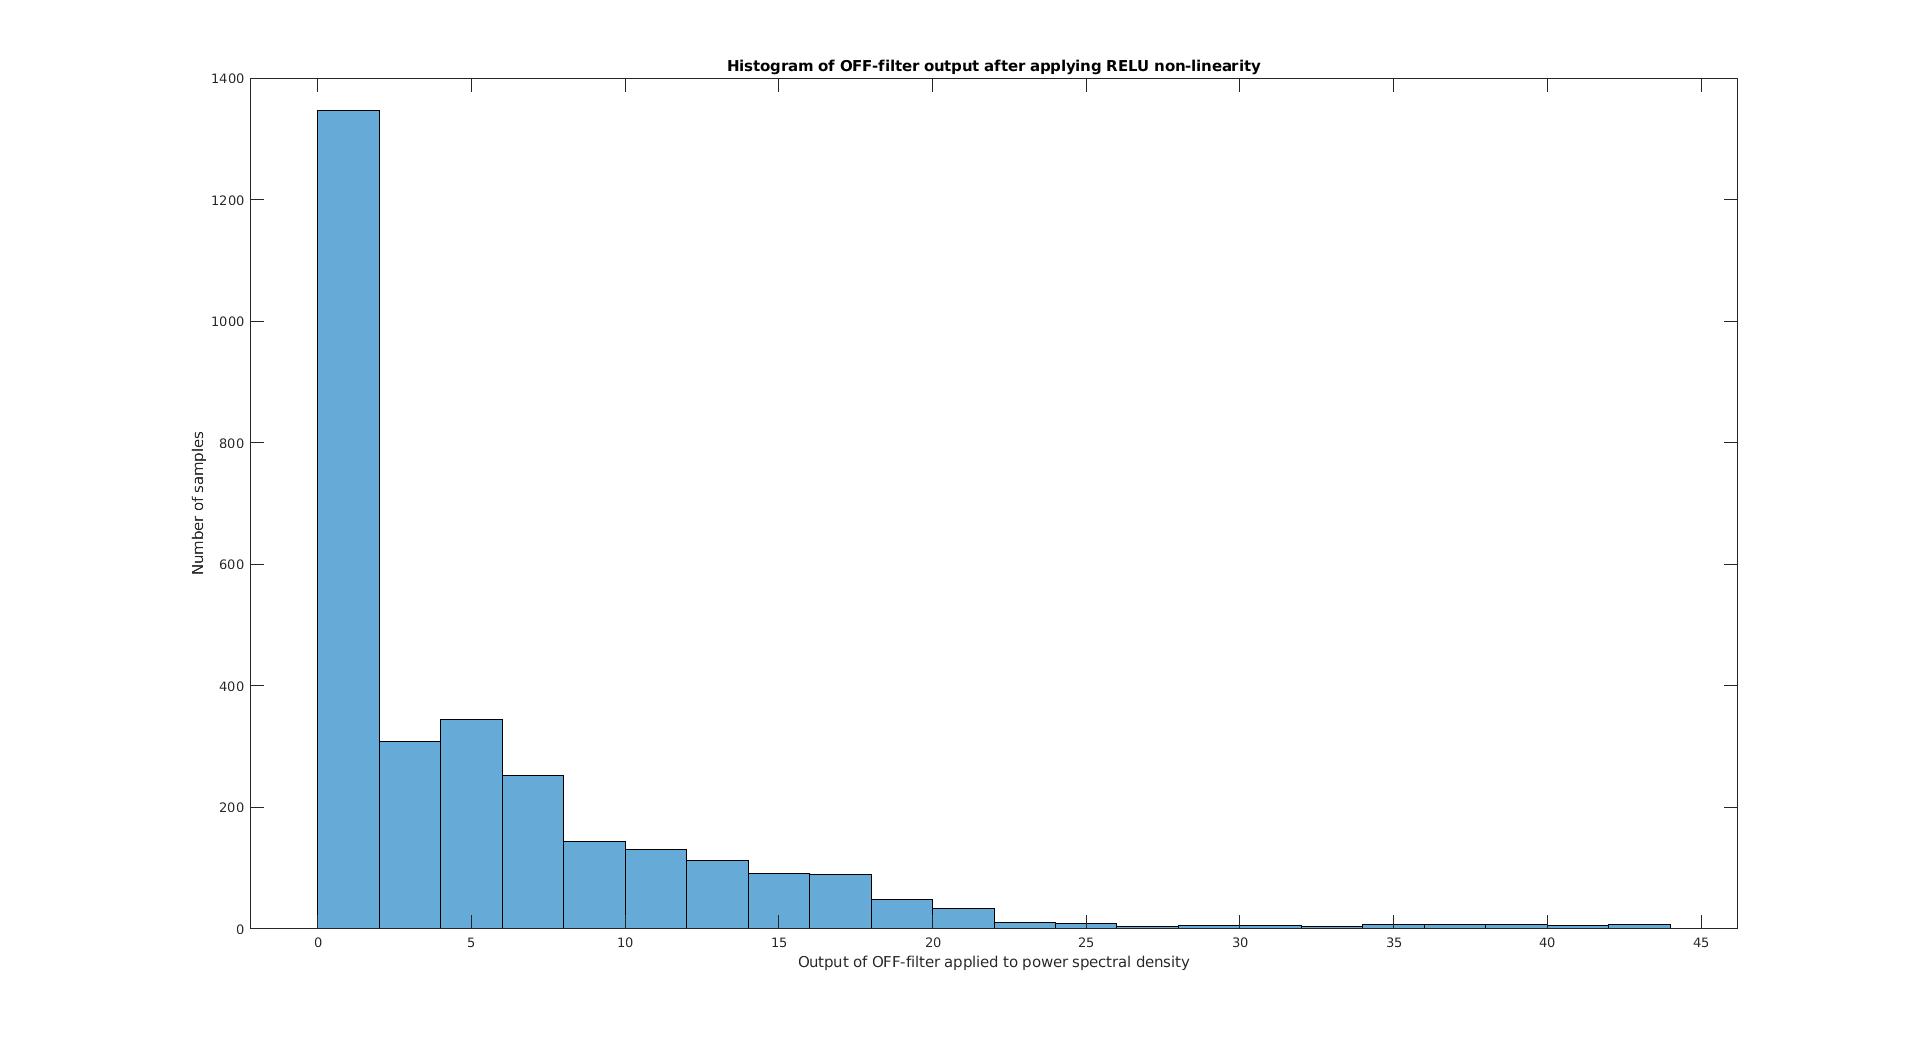 Histogram of OFF-filter output after applying RELU non-linearity
1400
1200
1000
800
600
400
200
0
Number of samples
0 5 10 15 20 25 30 35 40 45
Output of OFF-filter applied to power spectral density